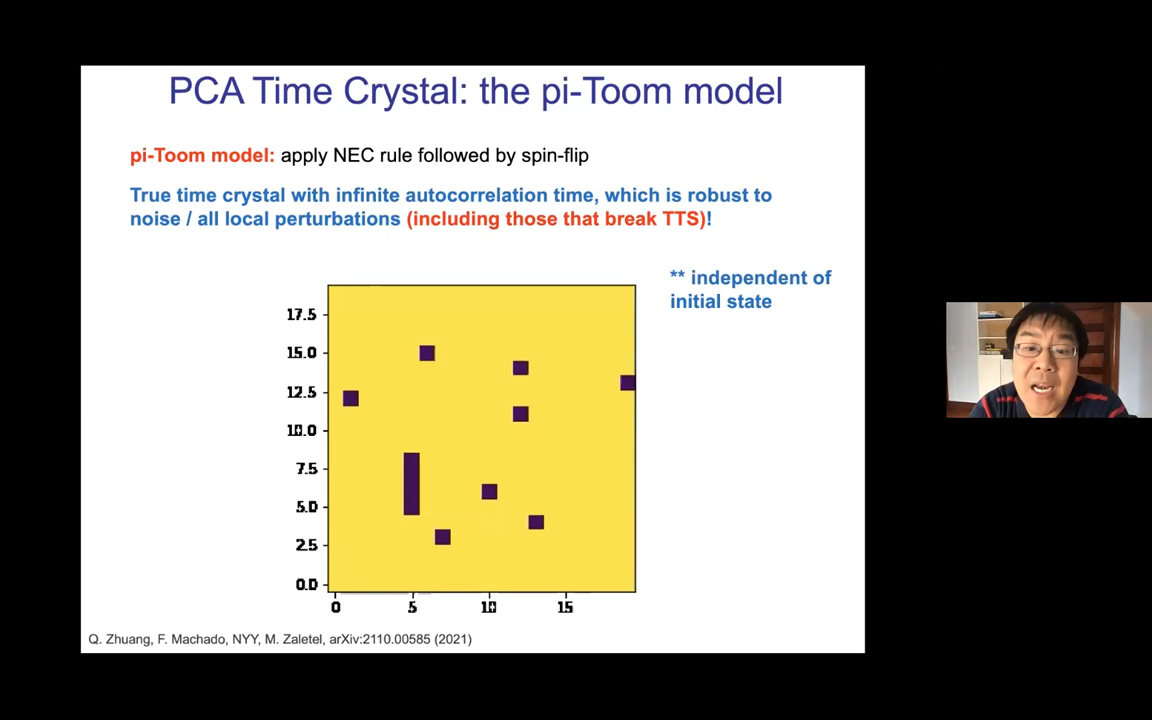 PCA Time Crystal: the pi-Toom model
pi-Toom model: apply NEC rule followed by spin-flip
True time crystal with infinite autocorrelation time, which is robust to
noise / all local perturbations (including those that break TTS)!
** independent of
initial state
17.5
15.0
12.5
10.0
7.5
5.0
2.5
0.0
0 5 10 15
Q. Zhuang, F. Machado, NYY, M. Zaletel, arXiv:2110.00585 (2021)